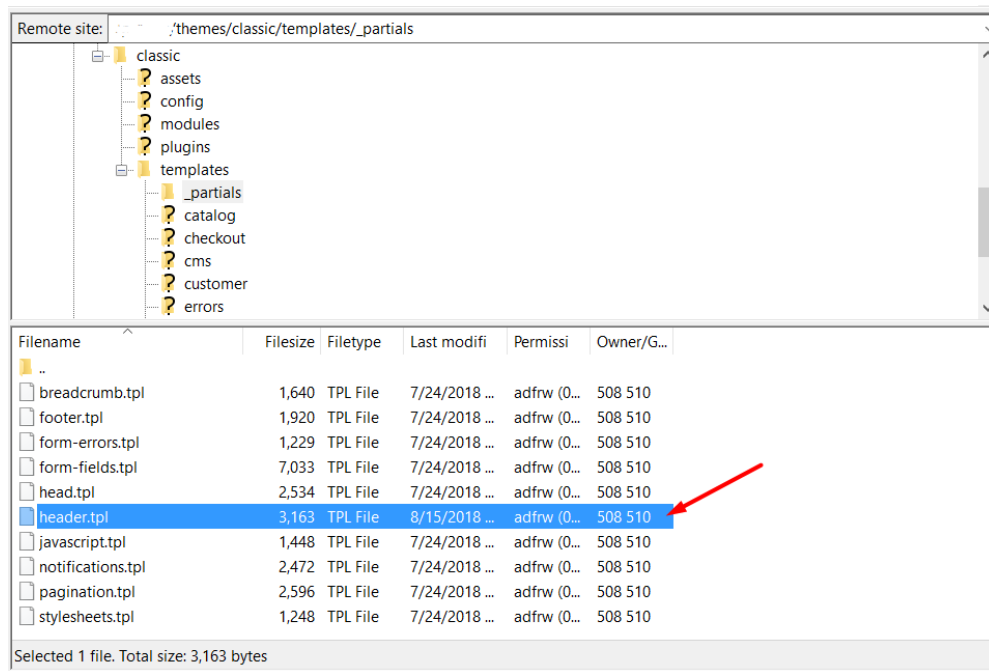 Remote site: /themes/classic/templates/_partials
classic
assets
config
modules
plugins
templates
_partials
catalog
checkout
cms
customer
errors
Filename Filesize Filetype Last modifi Permissi Owner/G...
..
breadcrumb.tpl 1,640 TPL File 7/24/2018 ... adfrw (0... 508 510
footer.tpl 1,920 TPL File 7/24/2018 ... adfrw (0... 508 510
form-errors.tpl 1,229 TPL File 7/24/2018 ... adfrw (0... 508 510
form-fields.tpl 7,033 TPL File 7/24/2018 ... adfrw (0... 508 510
head.tpl 2,534 TPL File 7/24/2018 ... adfrw (0... 508 510
header.tpl 3,163 TPL File 8/15/2018 ... adfrw (0... 508 510
javascript.tpl 1,448 TPL File 7/24/2018 ... adfrw (0... 508 510
notifications.tpl 2,472 TPL File 7/24/2018 ... adfrw (0... 508 510
pagination.tpl 2,596 TPL File 7/24/2018 ... adfrw (0... 508 510
stylesheets.tpl 1,248 TPL File 7/24/2018 ... adfrw (0... 508 510
Selected 1 file. Total size: 3,163 bytes